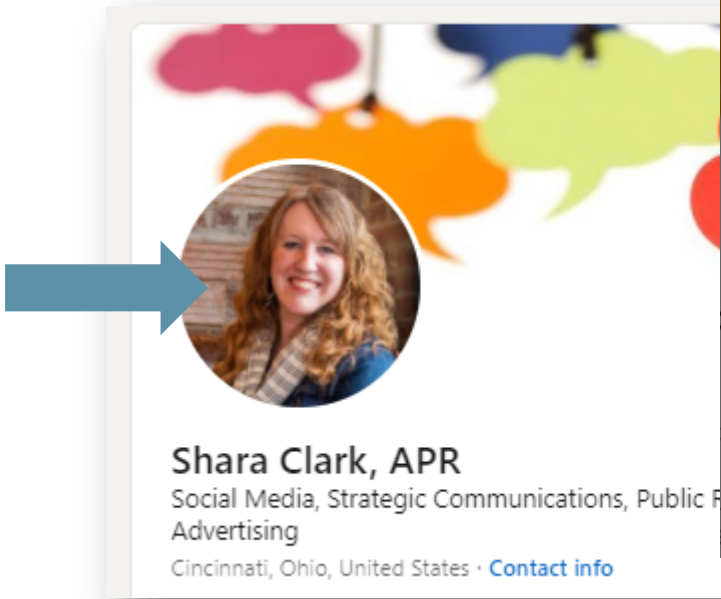 Shara Clark, APR
Social Media, Strategic Communications, Public
Advertising
Cincinnati, Ohio, United States · Contact info